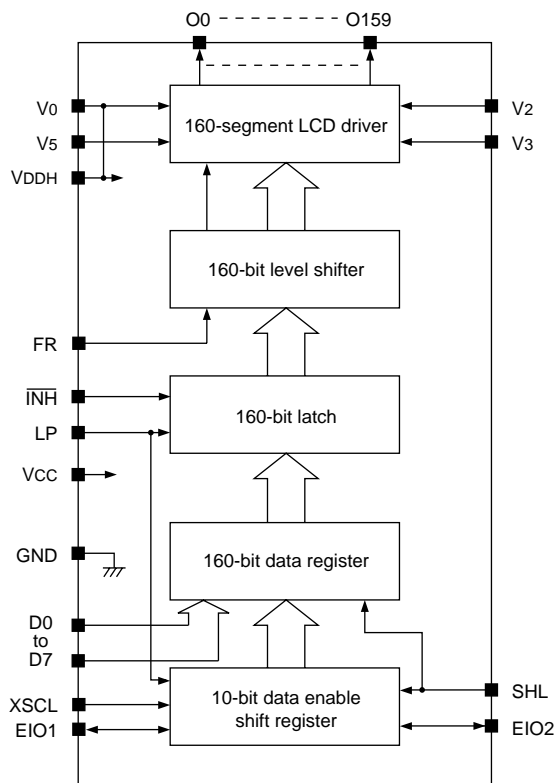 O0 O159
V0
V5
VDDH
160-segment LCD driver
V2
V3
160-bit level shifter
FR
INH
LP
160-bit latch
VCC
GND
160-bit data register
D0
to
D7
XSCL
EIO1
10-bit data enable
shift register
SHL
EIO2